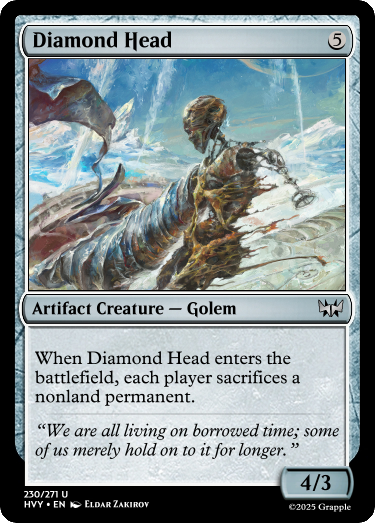 Diamond Head 5
Artifact Creature — Golem
When Diamond Head enters the
battlefield, each player sacrifices a
nonland permanent.
“We are all living on borrowed time; some
of us merely hold on to it for longer.”
4/3
230/271 U
HVY • EN Eldar Zakirov
©2025 Grapple